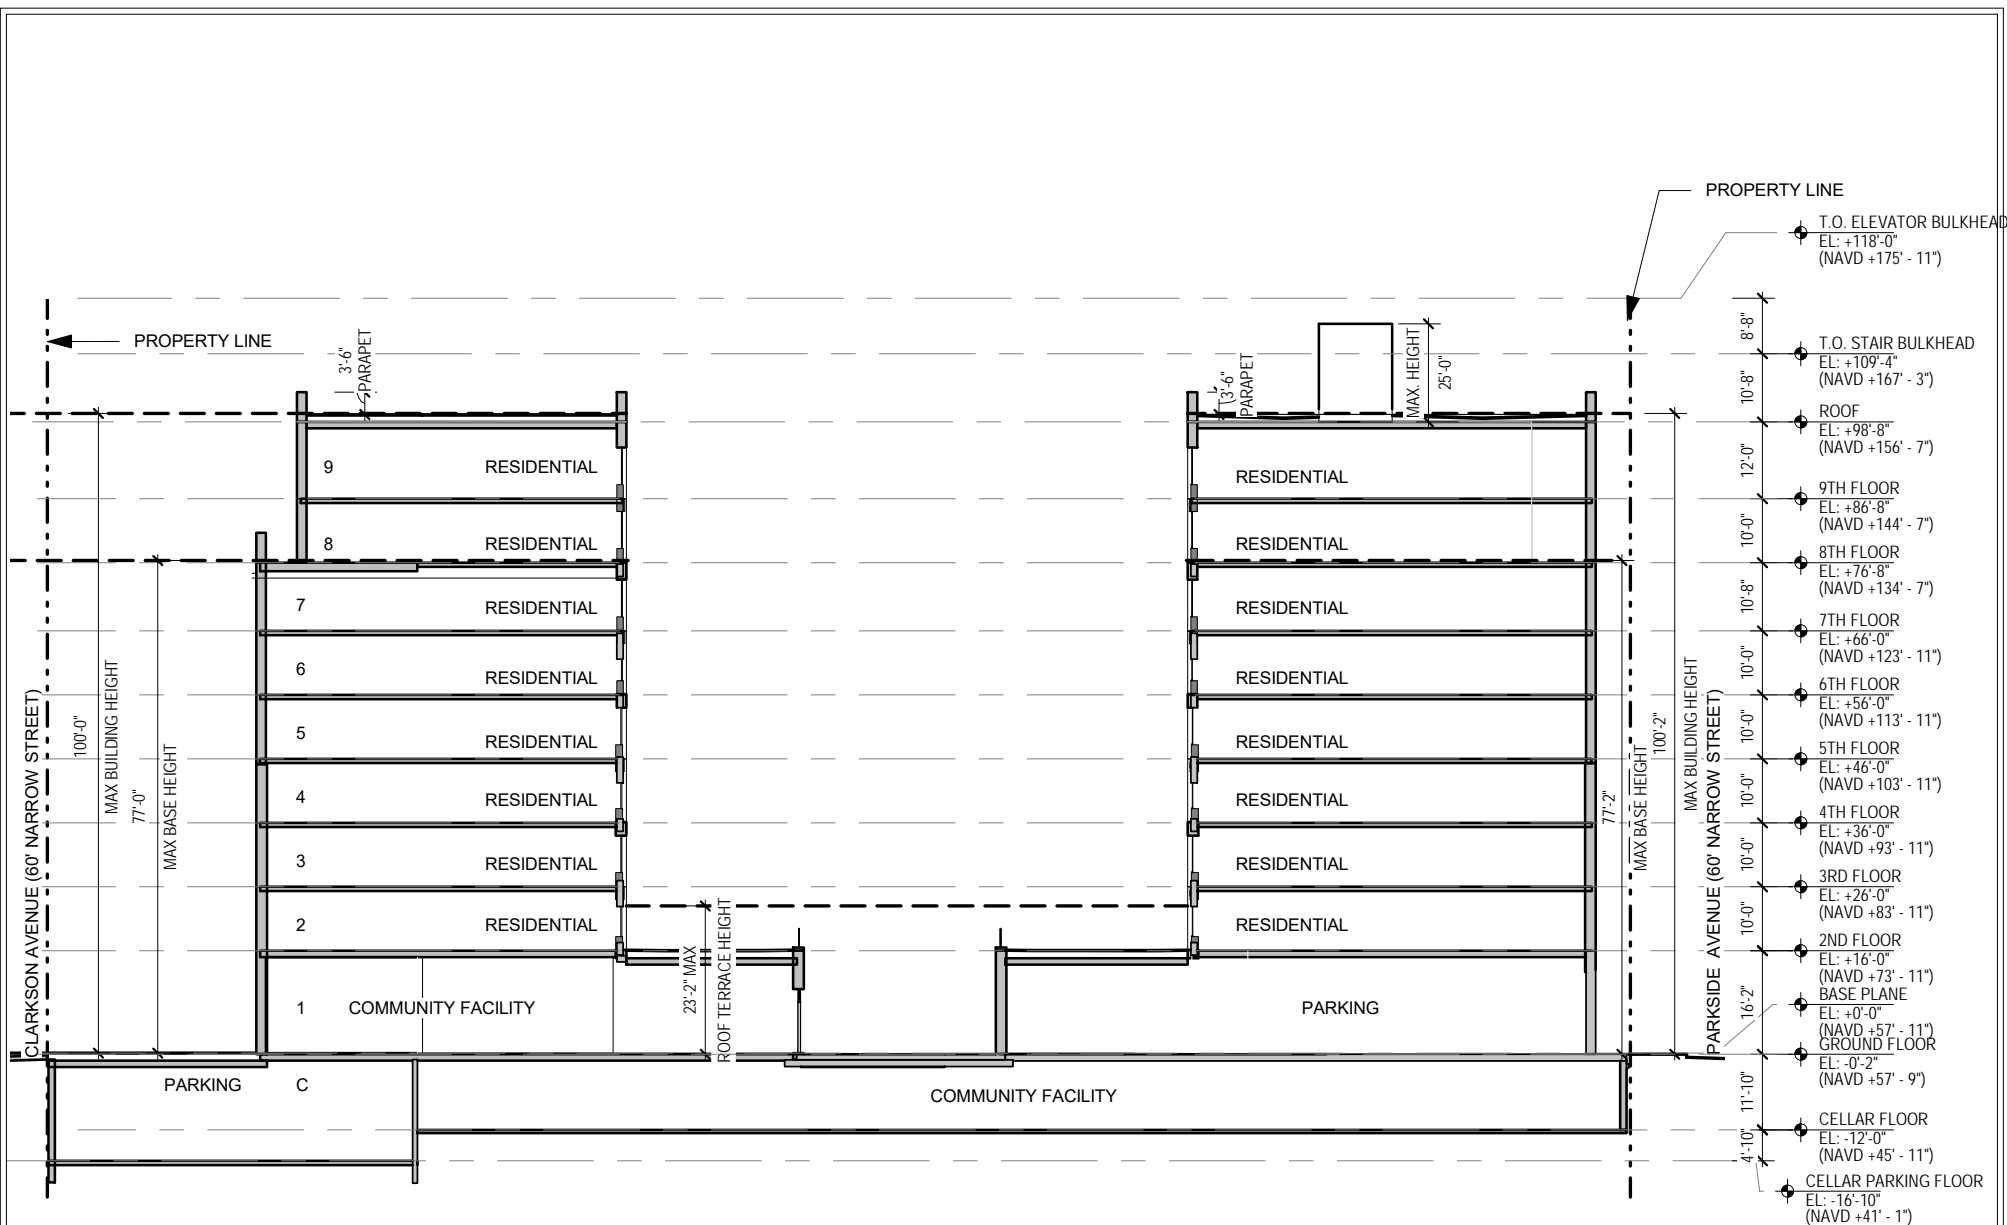 PROPERTY LINE
T.O. ELEVATOR BULKHEAD
EL: +118'-0"
(NAVD +175' - 11")
PROPERTY LINE
3'-6"
PARAPET
(3'-6"
PARAPET
MAX. HEIGHT
25'-0"
8'-8"
T.O. STAIR BULKHEAD
EL: +109'-4"
(NAVD +167' - 3")
10'-8"
ROOF
EL: +98'-8"
(NAVD +156' - 7")
9
RESIDENTIAL
RESIDENTIAL
12'-0"
9TH FLOOR
EL: +86'-8"
(NAVD +144' - 7")
8
RESIDENTIAL
RESIDENTIAL
10'-0"
8TH FLOOR
EL: +76'-8"
(NAVD +134' - 7")
7
RESIDENTIAL
RESIDENTIAL
10'-8"
7TH FLOOR
EL: +66'-0"
(NAVD +123' - 11")
6
RESIDENTIAL
RESIDENTIAL
10'-0"
6TH FLOOR
EL: +56'-0"
(NAVD +113' - 11")
5
RESIDENTIAL
RESIDENTIAL
10'-0"
5TH FLOOR
EL: +46'-0"
(NAVD +103' - 11")
4
RESIDENTIAL
RESIDENTIAL
10'-0"
4TH FLOOR
EL: +36'-0"
(NAVD +93' - 11")
3
RESIDENTIAL
RESIDENTIAL
10'-0"
3RD FLOOR
EL: +26'-0"
(NAVD +83' - 11")
2
RESIDENTIAL
RESIDENTIAL
10'-0"
2ND FLOOR
EL: +16'-0"
(NAVD +73' - 11")
CLARKSON AVENUE (60' NARROW STREET)
100'-0"
MAX BUILDING HEIGHT
77'-0"
MAX BASE HEIGHT
23'-2" MAX
ROOF TERRACE HEIGHT
77'-2"
MAX BASE HEIGHT
100'-2"
MAX BUILDING HEIGHT
PARKSIDE AVENUE (60' NARROW STREET)
1
COMMUNITY FACILITY
PARKING
16'-2"
BASE PLANE
EL: +0'-0"
(NAVD +57' - 11")
GROUND FLOOR
EL: -0'-2"
(NAVD +57' - 9")
PARKING
C
COMMUNITY FACILITY
11'-10"
CELLAR FLOOR
EL: -12'-0"
(NAVD +45' - 11")
4'-10"
CELLAR PARKING FLOOR
EL: -16'-10"
(NAVD +41' - 1")